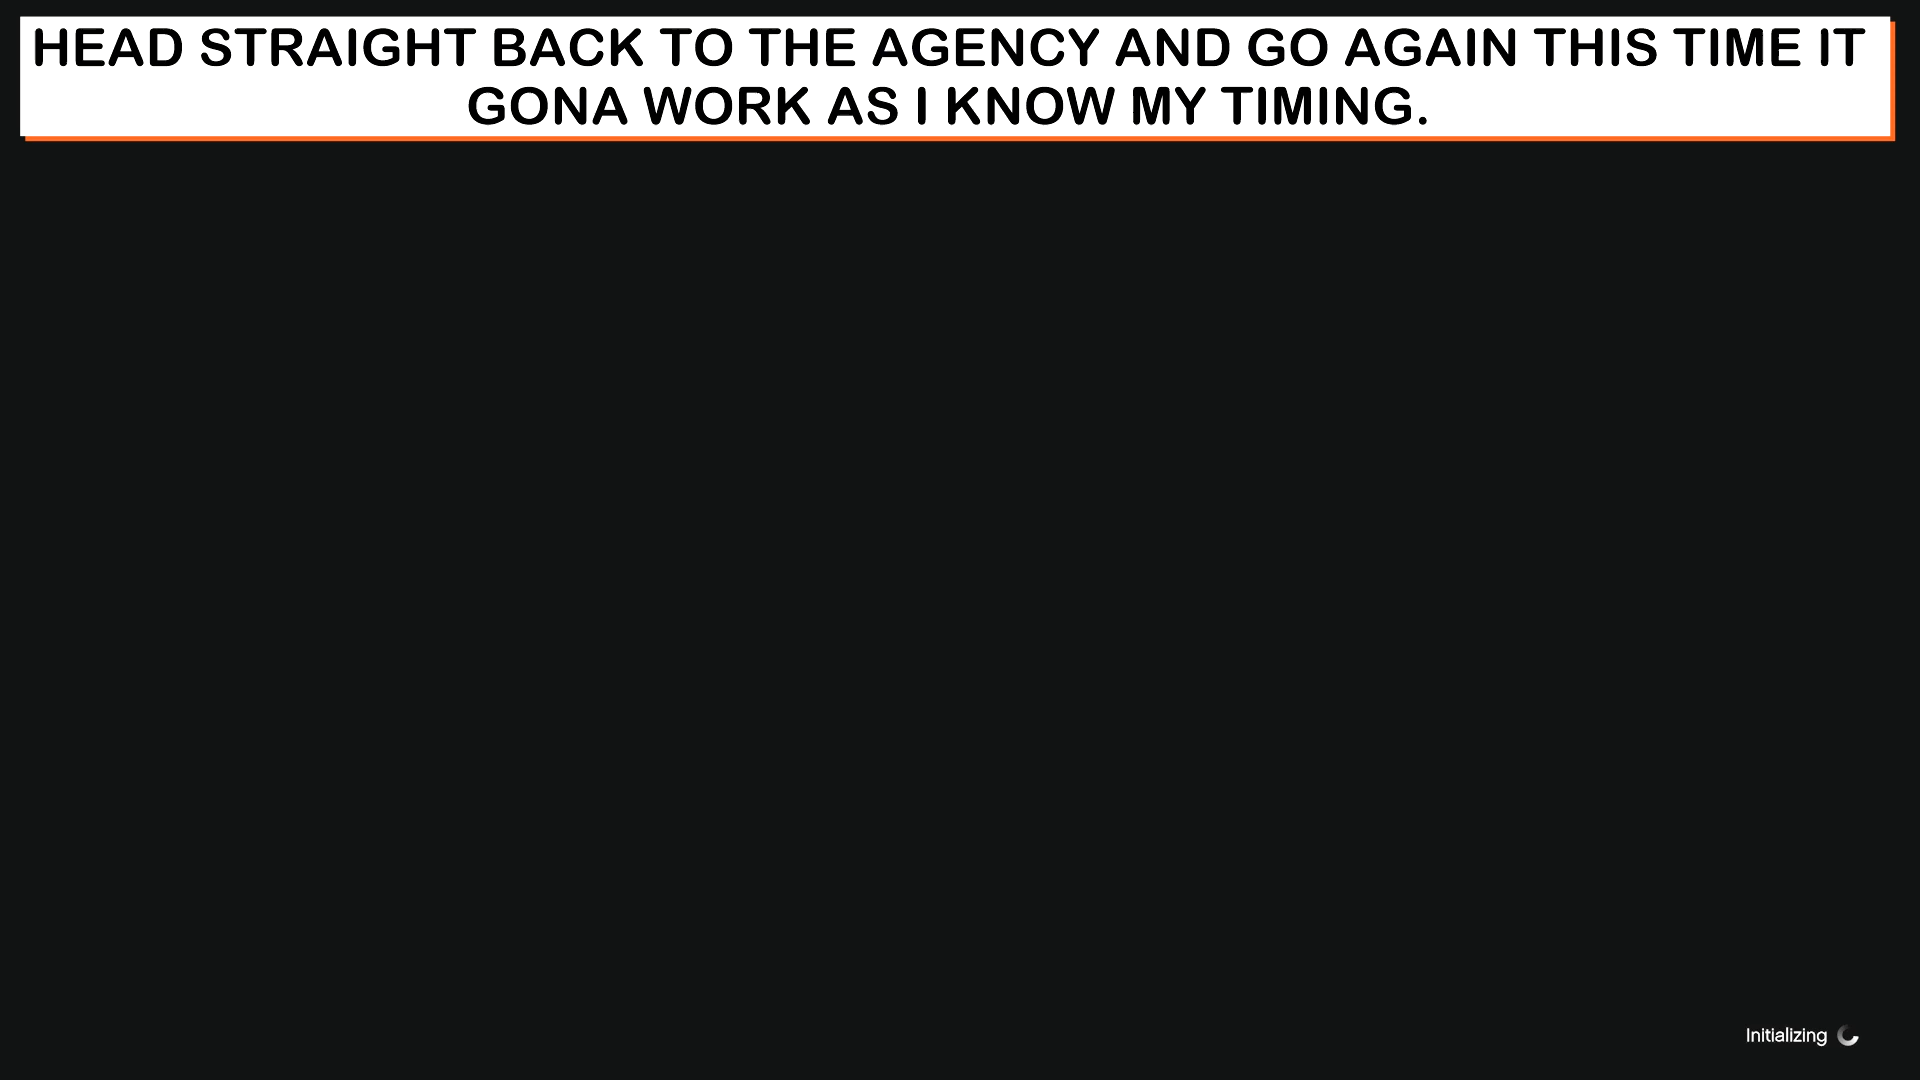 HEAD STRAIGHT BACK TO THE AGENCY AND GO AGAIN THIS TIME IT
GONA WORK AS I KNOW MY TIMING.
Initializing